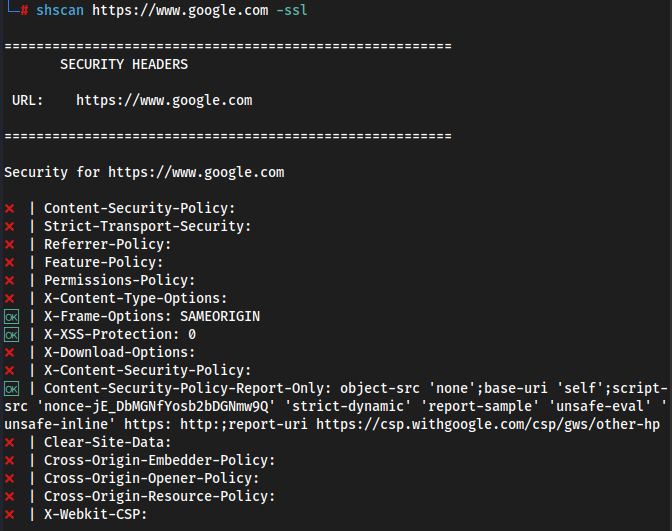 └─# shscan https://www.google.com -ssl
========================================================
SECURITY HEADERS
URL: https://www.google.com
========================================================
Security for https://www.google.com
❌ | Content-Security-Policy:
❌ | Strict-Transport-Security:
❌ | Referrer-Policy:
❌ | Feature-Policy:
❌ | Permissions-Policy:
❌ | X-Content-Type-Options:
🆗 | X-Frame-Options: SAMEORIGIN
🆗 | X-XSS-Protection: 0
❌ | X-Download-Options:
❌ | X-Content-Security-Policy:
🆗 | Content-Security-Policy-Report-Only: object-src 'none';base-uri 'self';script-
src 'nonce-jE_DbMGNfYosb2bDGNmw9Q' 'strict-dynamic' 'report-sample' 'unsafe-eval' '
unsafe-inline' https: http:;report-uri https://csp.withgoogle.com/csp/gws/other-hp
❌ | Clear-Site-Data:
❌ | Cross-Origin-Embedder-Policy:
❌ | Cross-Origin-Opener-Policy:
❌ | Cross-Origin-Resource-Policy:
❌ | X-Webkit-CSP: